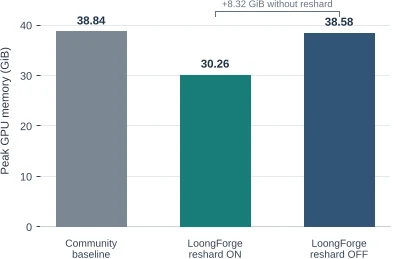 +8.32 GiB without reshard
38.84
30.26
38.58
Peak GPU memory (GiB)
40
30
20
10
0
Community
baseline
LoongForge
reshard ON
LoongForge
reshard OFF